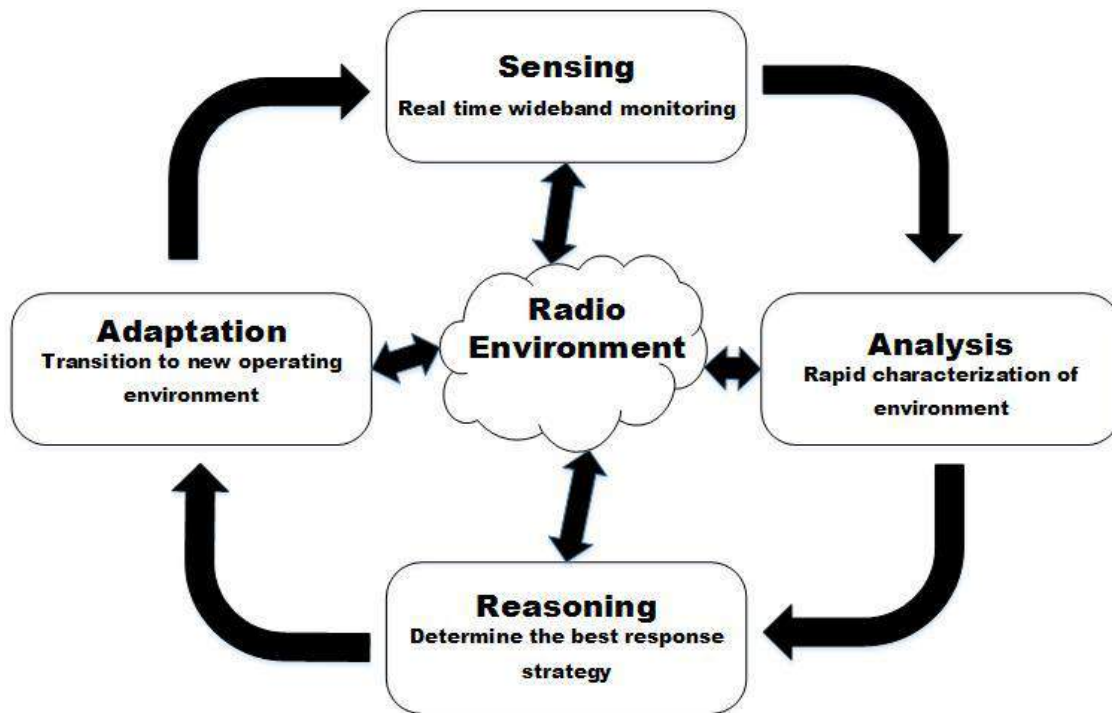 Sensing
Real time wideband monitoring
Radio
Environment
Adaptation
Transition to new operating
environment
Analysis
Rapid characterization of
environment
Reasoning
Determine the best response
strategy